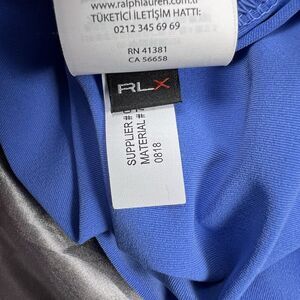 www.ralphlauren.com.tr
TÜKETİCİ İLETİŞİM HATTI:
0212 345 69 69
RN 41381
CA 56658
RLX
SUPPLIER #
MATERIAL #
0818